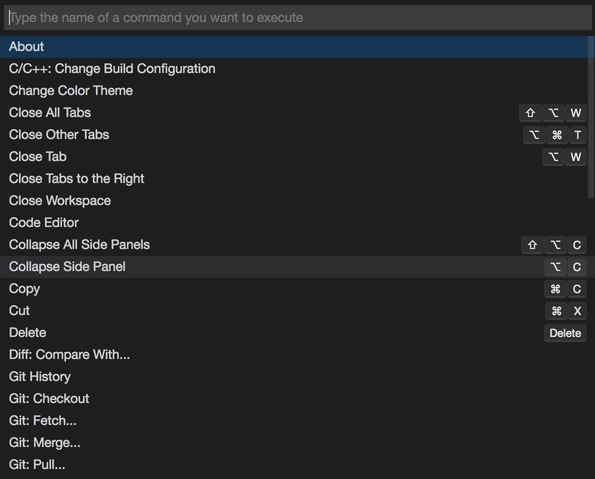 Type the name of a command you want to execute
About
C/C++: Change Build Configuration
Change Color Theme
Close All Tabs ⇧ ⌥ W
Close Other Tabs ⌥ ⌘ T
Close Tab ⌥ W
Close Tabs to the Right
Close Workspace
Code Editor
Collapse All Side Panels ⇧ ⌥ C
Collapse Side Panel ⌥ C
Copy ⌘ C
Cut ⌘ X
Delete Delete
Diff: Compare With...
Git History
Git: Checkout
Git: Fetch...
Git: Merge...
Git: Pull...